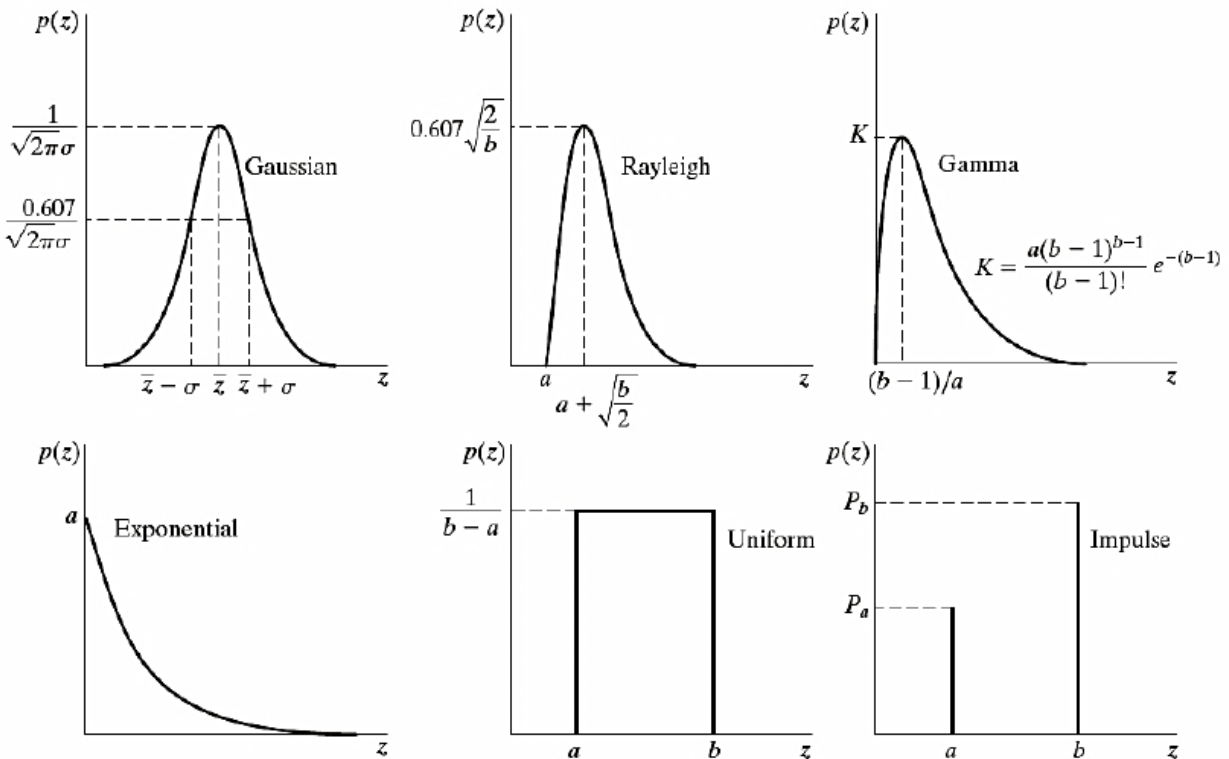 p(z)
1/√2πσ
Gaussian
0.607/√2πσ
z̄ − σ z̄ z̄ + σ
z
p(z)
0.607√(2/b)
Rayleigh
a
z
a + √(b/2)
p(z)
K
Gamma
K = a(b − 1)^{b−1}/(b − 1)! e^{−(b−1)}
(b − 1)/a
z
p(z)
a
Exponential
z
p(z)
1/(b − a)
Uniform
a b z
p(z)
P_b
Impulse
P_a
a b z